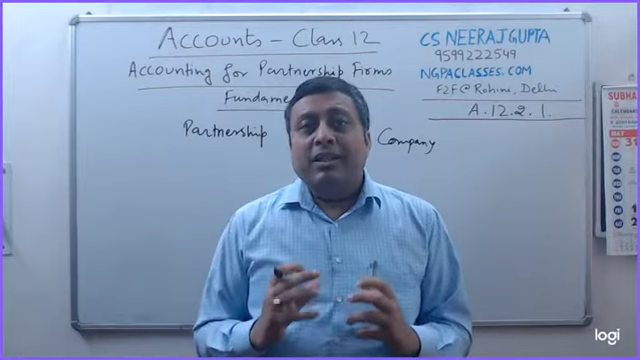 Accounts - Class 12
Accounting for Partnership Firms
Partnership
Company
CS NEERAJ GUPTA
9599222549
NGPACLASSES.COM
F2F@ Rohini, Delhi
A.12.2.1.
SUBHA
logi